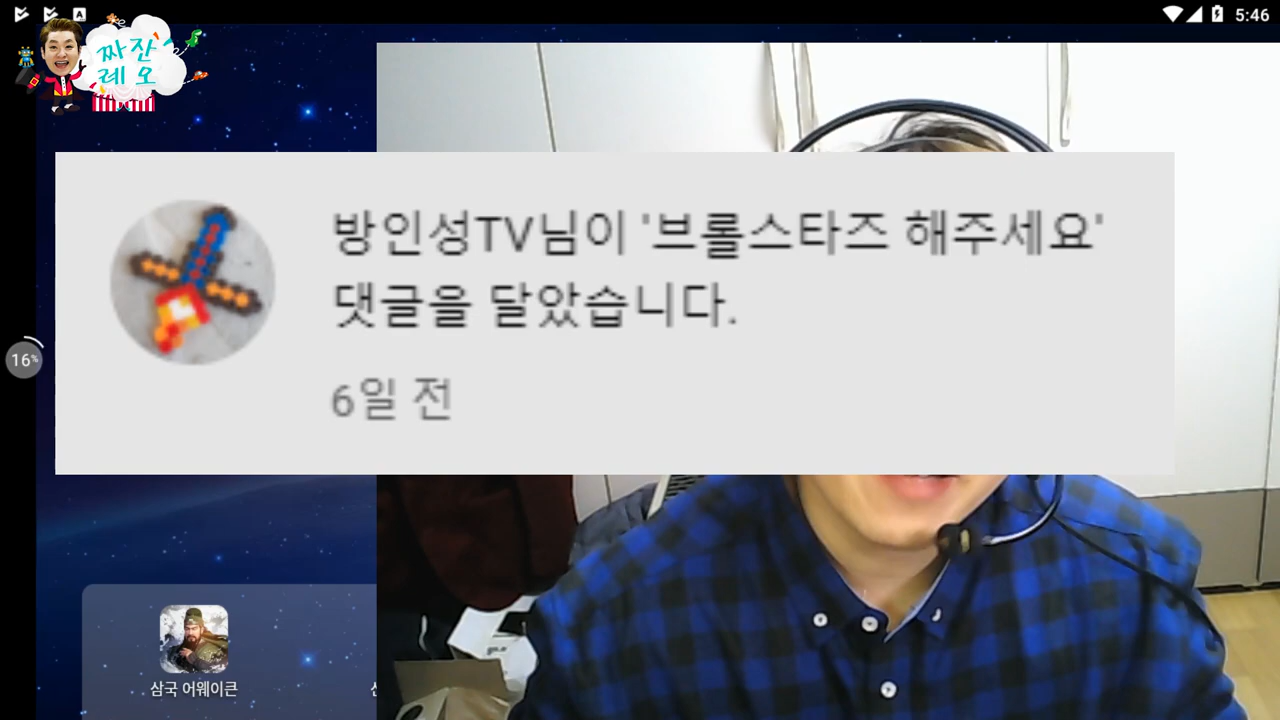 5:46
짜잔
레오
방인성TV님이 '브롤스타즈 해주세요'
댓글을 달았습니다.
6일 전
16%
삼국 어웨이큰